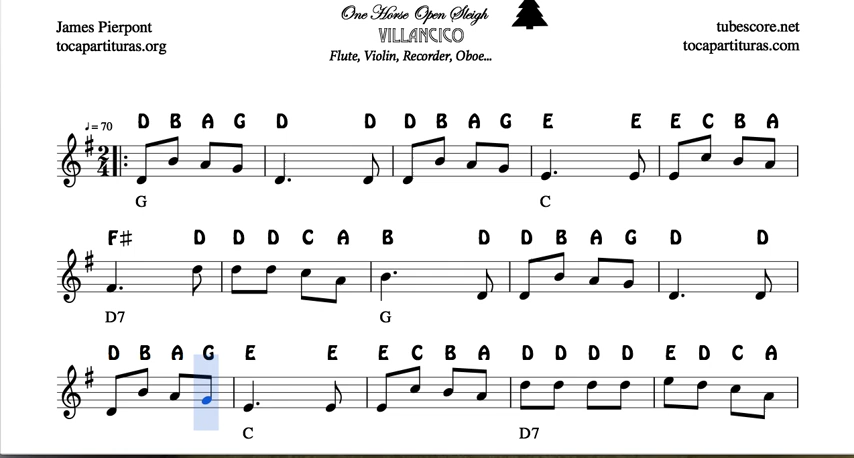 One Horse Open Sleigh
James Pierpont
tubescore.net
VILLANCICO
tocapartituras.org
tocapartituras.com
Flute, Violin, Recorder, Oboe...
♩= 70
D B A G D D D B A G E E E C B A
2
4
G C
F# D D D C A B D D B A G D D
D7 G
D B A G E E E C B A D D D D E D C A
C D7